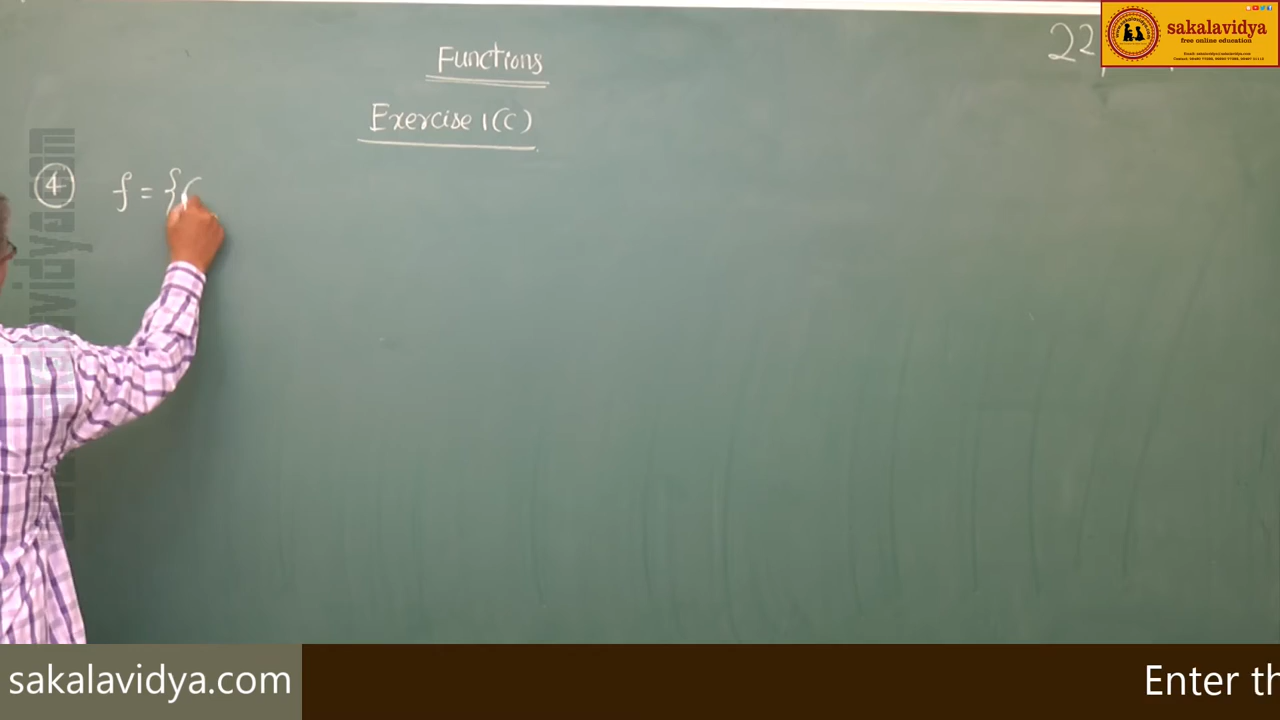 Functions
22
sakalavidya
free online education
Exercise 1(C)
④ f = {(
sakalavidya.com
Enter th